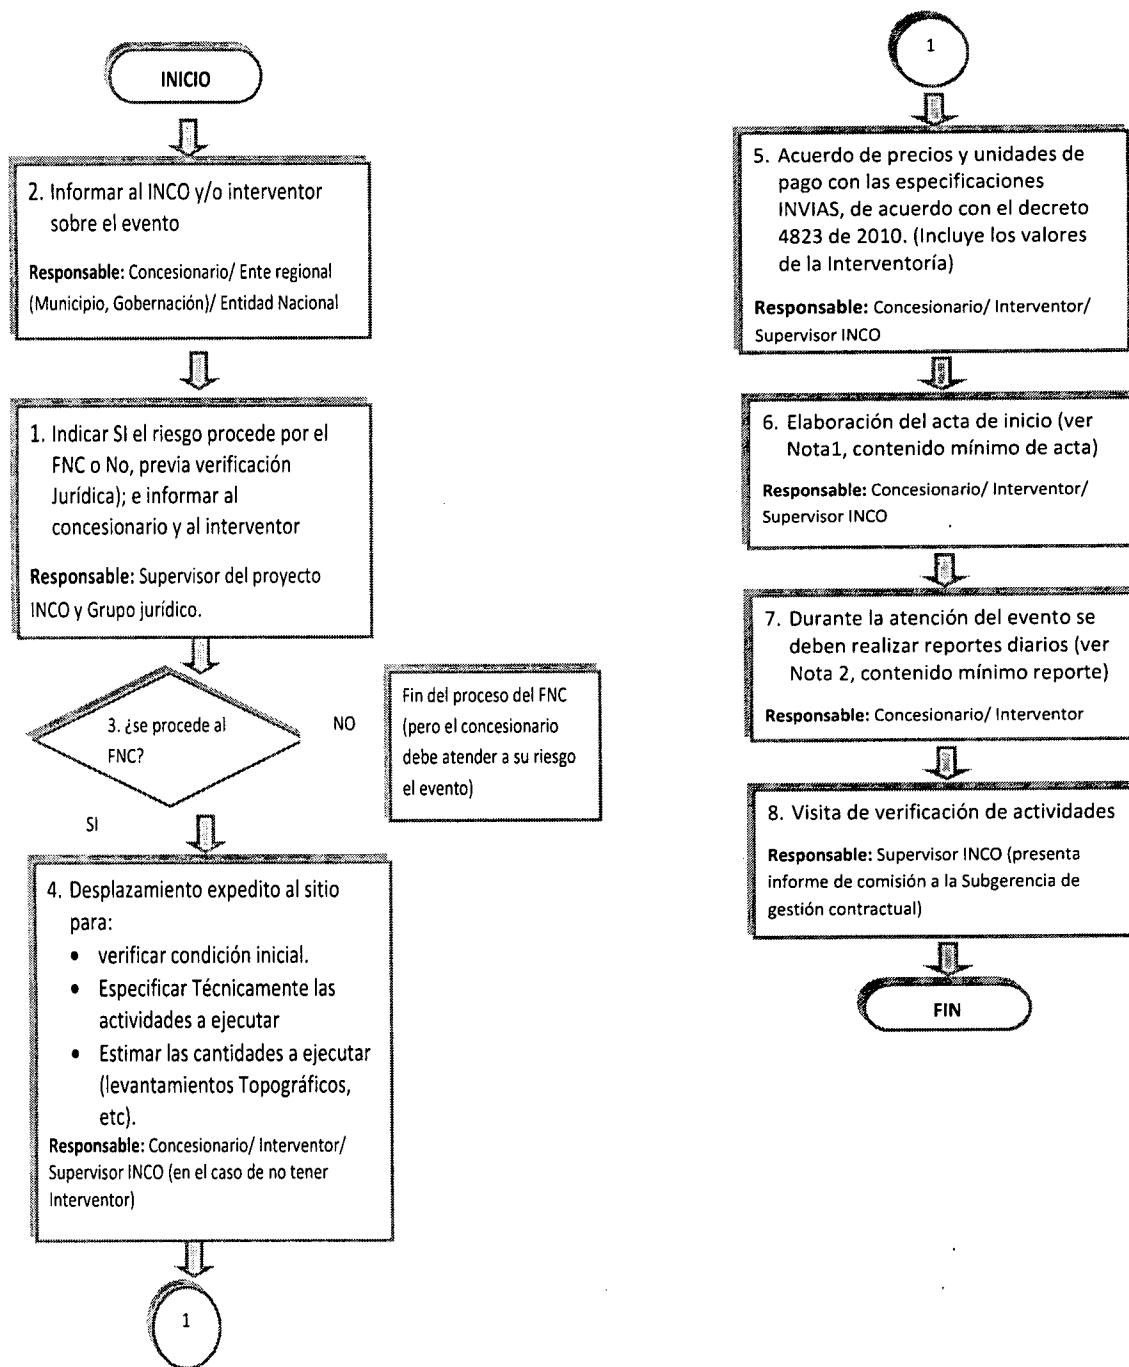 INICIO
2. Informar al INCO y/o interventor
sobre el evento
Responsable: Concesionario/ Ente regional
(Municipio, Gobernación)/ Entidad Nacional
1. Indicar SI el riesgo procede por el
FNC o No, previa verificación
Jurídica); e informar al
concesionario y al interventor
Responsable: Supervisor del proyecto
INCO y Grupo jurídico.
3. ¿se procede al
FNC?
NO
Fin del proceso del FNC
(pero el concesionario
debe atender a su riesgo
el evento)
SI
4. Desplazamiento expedito al sitio
para:
• verificar condición inicial.
• Especificar Técnicamente las
actividades a ejecutar
• Estimar las cantidades a ejecutar
(levantamientos Topográficos,
etc).
Responsable: Concesionario/ Interventor/
Supervisor INCO (en el caso de no tener
Interventor)
1
1
5. Acuerdo de precios y unidades de
pago con las especificaciones
INVIAS, de acuerdo con el decreto
4823 de 2010. (Incluye los valores
de la Interventoría)
Responsable: Concesionario/ Interventor/
Supervisor INCO
6. Elaboración del acta de inicio (ver
Nota1, contenido mínimo de acta)
Responsable: Concesionario/ Interventor/
Supervisor INCO
7. Durante la atención del evento se
deben realizar reportes diarios (ver
Nota 2, contenido mínimo reporte)
Responsable: Concesionario/ Interventor
8. Visita de verificación de actividades
Responsable: Supervisor INCO (presenta
informe de comisión a la Subgerencia de
gestión contractual)
FIN